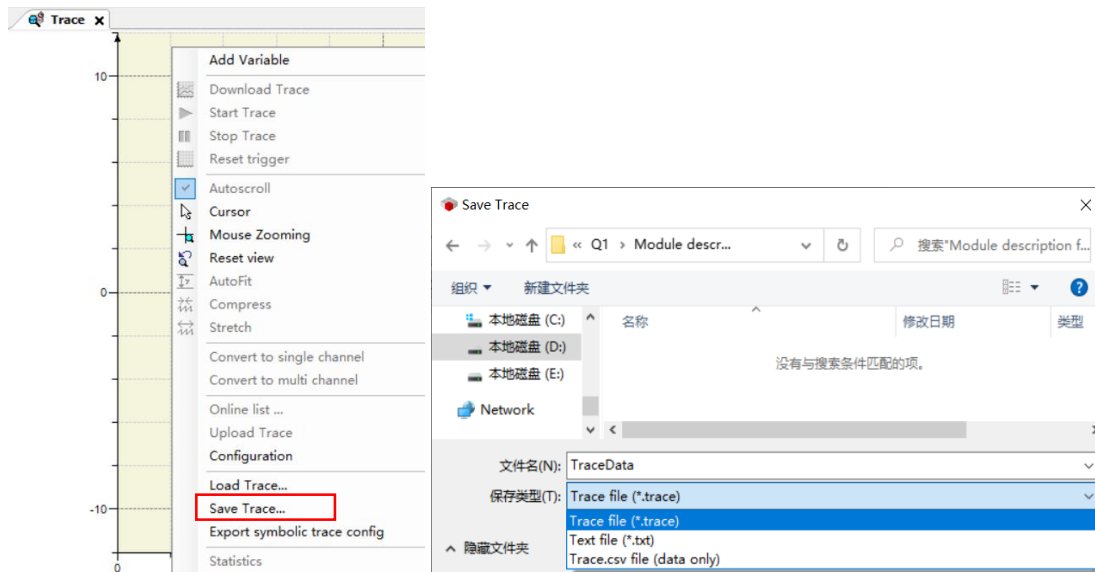 Trace
10
0
-10
0
Add Variable
Download Trace
Start Trace
Stop Trace
Reset trigger
Autoscroll
Cursor
Mouse Zooming
Reset view
AutoFit
Compress
Stretch
Convert to single channel
Convert to multi channel
Online list ...
Upload Trace
Configuration
Load Trace...
Save Trace...
Export symbolic trace config
Statistics
Save Trace
« Q1 › Module descr...
搜索"Module description f...
组织
新建文件夹
本地磁盘 (C:)
本地磁盘 (D:)
本地磁盘 (E:)
Network
名称 修改日期 类型
没有与搜索条件匹配的项。
文件名(N): TraceData
保存类型(T): Trace file (*.trace)
Trace file (*.trace)
Text file (*.txt)
Trace.csv file (data only)
隐藏文件夹